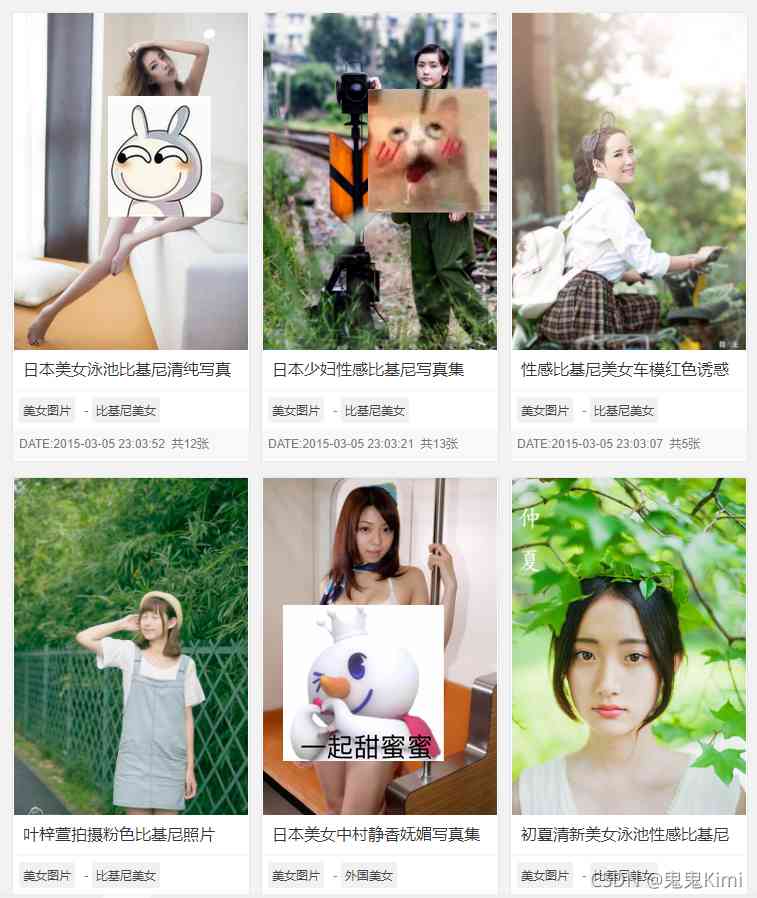 日本美女泳池比基尼清纯写真
日本少妇性感比基尼写真集
性感比基尼美女车模红色诱惑
美女图片 - 比基尼美女
美女图片 - 比基尼美女
美女图片 - 比基尼美女
DATE:2015-03-05 23:03:52 共12张
DATE:2015-03-05 23:03:21 共13张
DATE:2015-03-05 23:03:07 共5张
仲夏
一起甜蜜蜜
叶梓萱拍摄粉色比基尼照片
日本美女中村静香妩媚写真集
初夏清新美女泳池性感比基尼
美女图片 - 比基尼美女
美女图片 - 外国美女
美女图片 - 比基尼美女
CSDN @鬼鬼Kimi